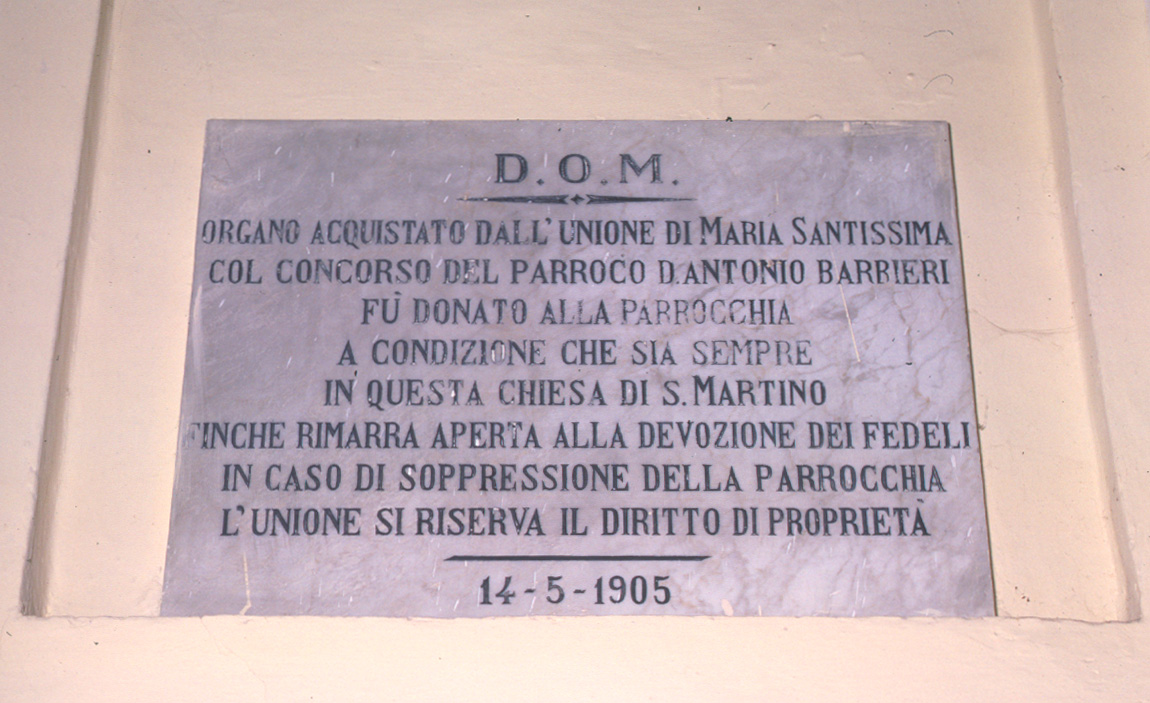 D.O.M.
ORGANO ACQUISTATO DALL' UNIONE DI MARIA SANTISSIMA
COL CONCORSO DEL PARROCO D.ANTONIO BARBIERI
FÙ DONATO ALLA PARROCCHIA
A CONDIZIONE CHE SIA SEMPRE
IN QUESTA CHIESA DI S.MARTINO
FINCHE RIMARRA APERTA ALLA DEVOZIONE DEI FEDELI
IN CASO DI SOPPRESSIONE DELLA PARROCCHIA
L'UNIONE SI RISERVA IL DIRITTO DI PROPRIETÀ
14-5-1905